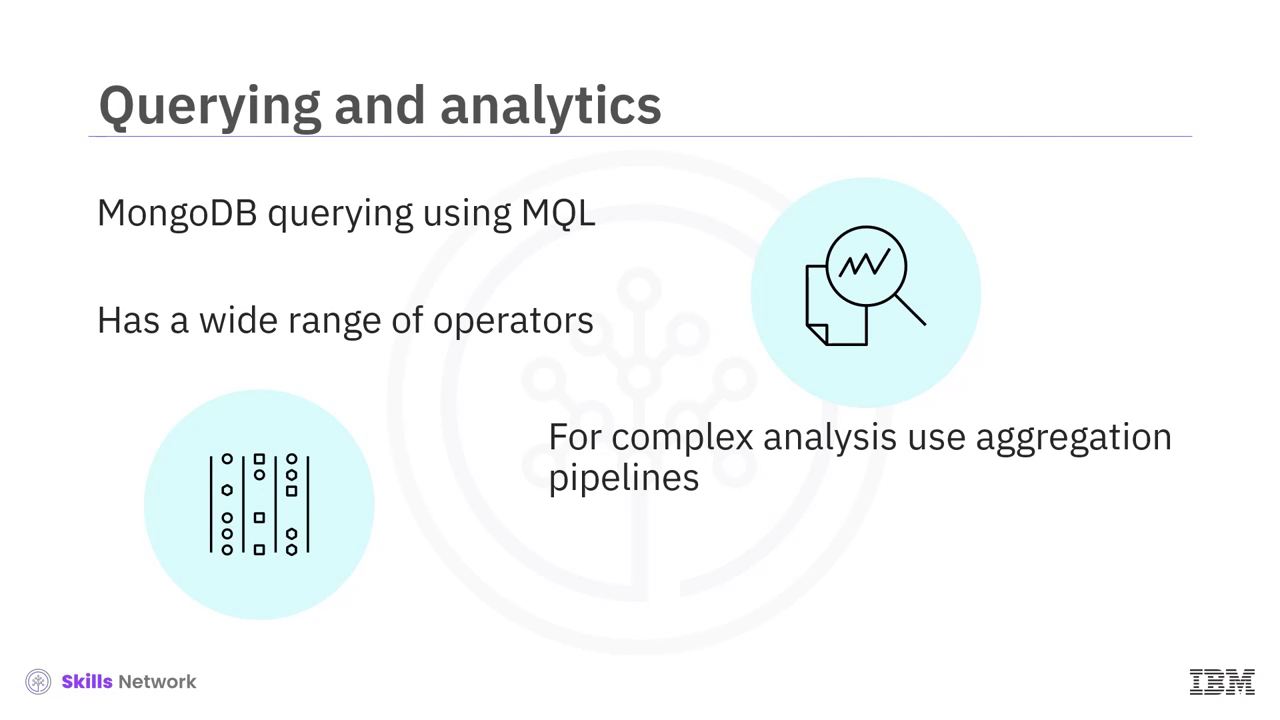 Querying and analytics
MongoDB querying using MQL
Has a wide range of operators
For complex analysis use aggregation
pipelines
Skills Network
IBM